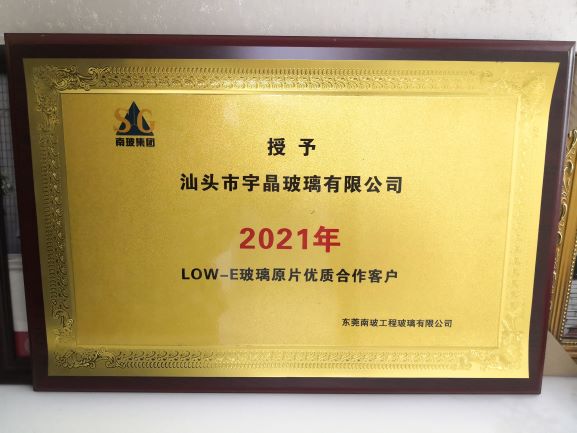 SG
南玻集团
授予
汕头市宇晶玻璃有限公司
2021年
LOW-E玻璃原片优质合作客户
东莞南玻工程玻璃有限公司